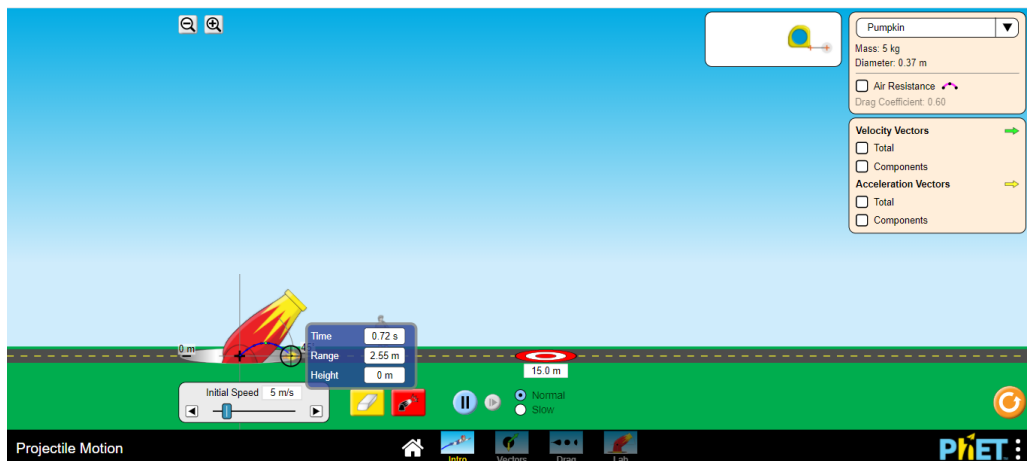 Pumpkin
Mass: 5 kg
Diameter: 0.37 m
Air Resistance
Drag Coefficient: 0.60
Velocity Vectors
Total
Components
Acceleration Vectors
Total
Components
0 m
45°
Time 0.72 s
Range 2.55 m
Height 0 m
15.0 m
Initial Speed 5 m/s
Normal
Slow
Projectile Motion
Intro
Vectors
Drag
Lab
PhET